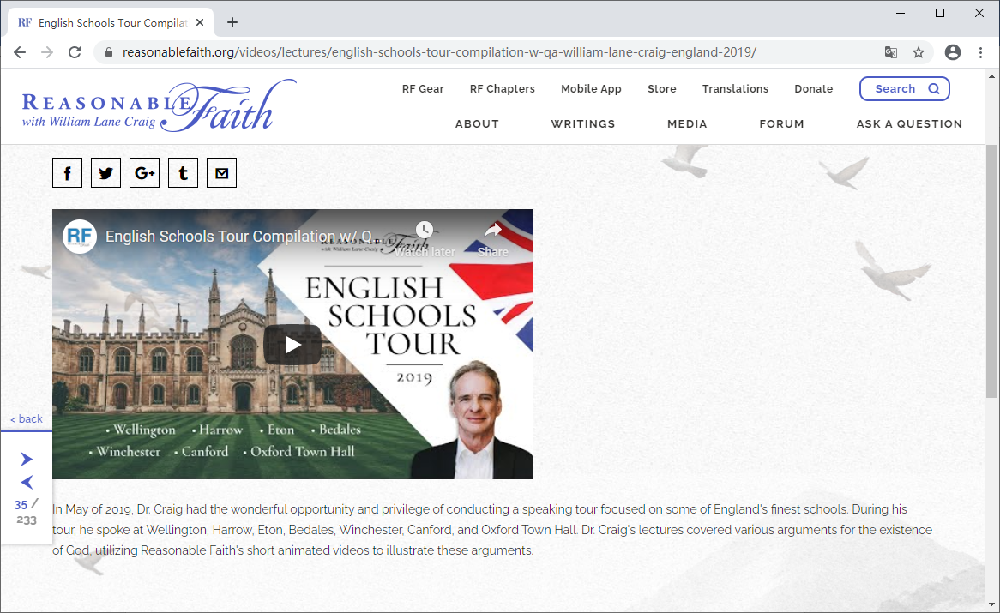 RF English Schools Tour Compilat
reasonablefaith.org/videos/lectures/english-schools-tour-compilation-w-qa-william-lane-craig-england-2019/
REASONABLE Faith
with William Lane Craig
RF Gear RF Chapters Mobile App Store Translations Donate Search
ABOUT WRITINGS MEDIA FORUM ASK A QUESTION
f G+ t
RF English Schools Tour Compilation w/ Q
REASONABLE Faith
with William Lane Craig
Watch later Share
ENGLISH
SCHOOLS
TOUR
2019
• Wellington • Harrow • Eton • Bedales
• Winchester • Canford • Oxford Town Hall
< back
35 /
233
In May of 2019, Dr. Craig had the wonderful opportunity and privilege of conducting a speaking tour focused on some of England's finest schools. During his
tour, he spoke at Wellington, Harrow, Eton, Bedales, Winchester, Canford, and Oxford Town Hall. Dr. Craig's lectures covered various arguments for the existence
of God, utilizing Reasonable Faith's short animated videos to illustrate these arguments.